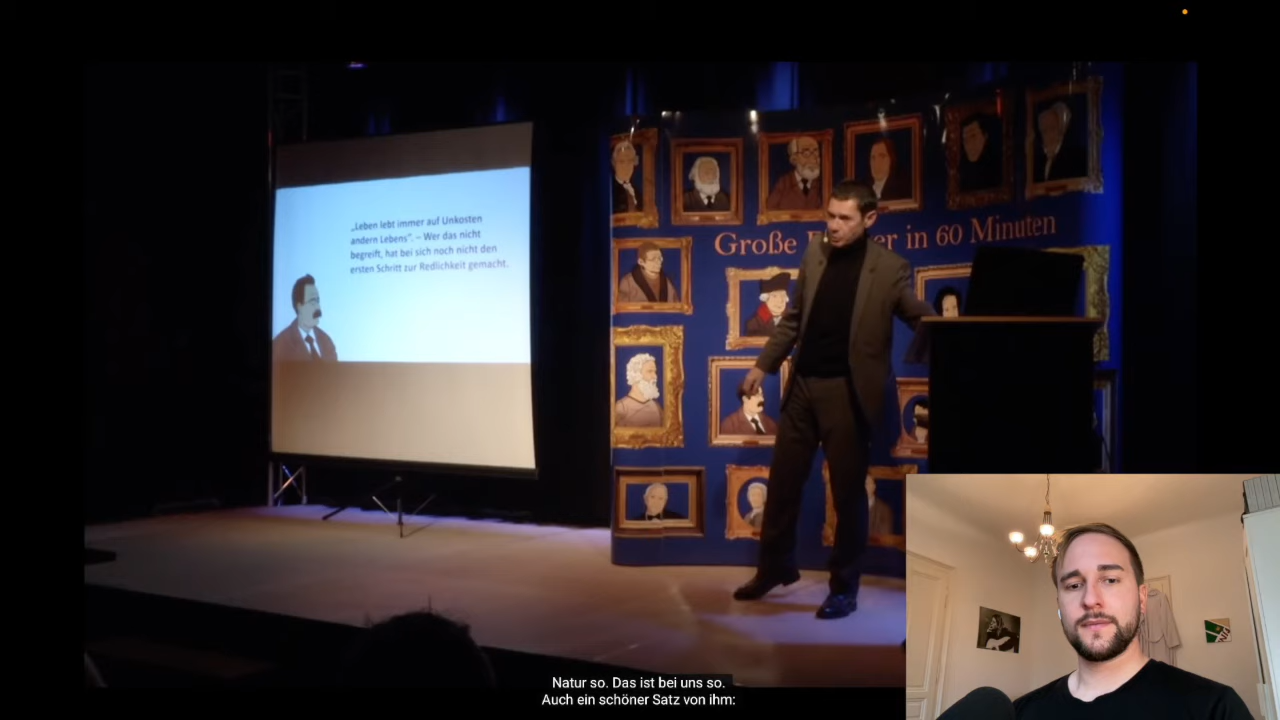 „Leben lebt immer auf Unkosten
andern Lebens“. – Wer das nicht
begreift, hat bei sich noch nicht den
ersten Schritt zur Redlichkeit gemacht.
Große in 60 Minuten
Natur so. Das ist bei uns so.
Auch ein schöner Satz von ihm: